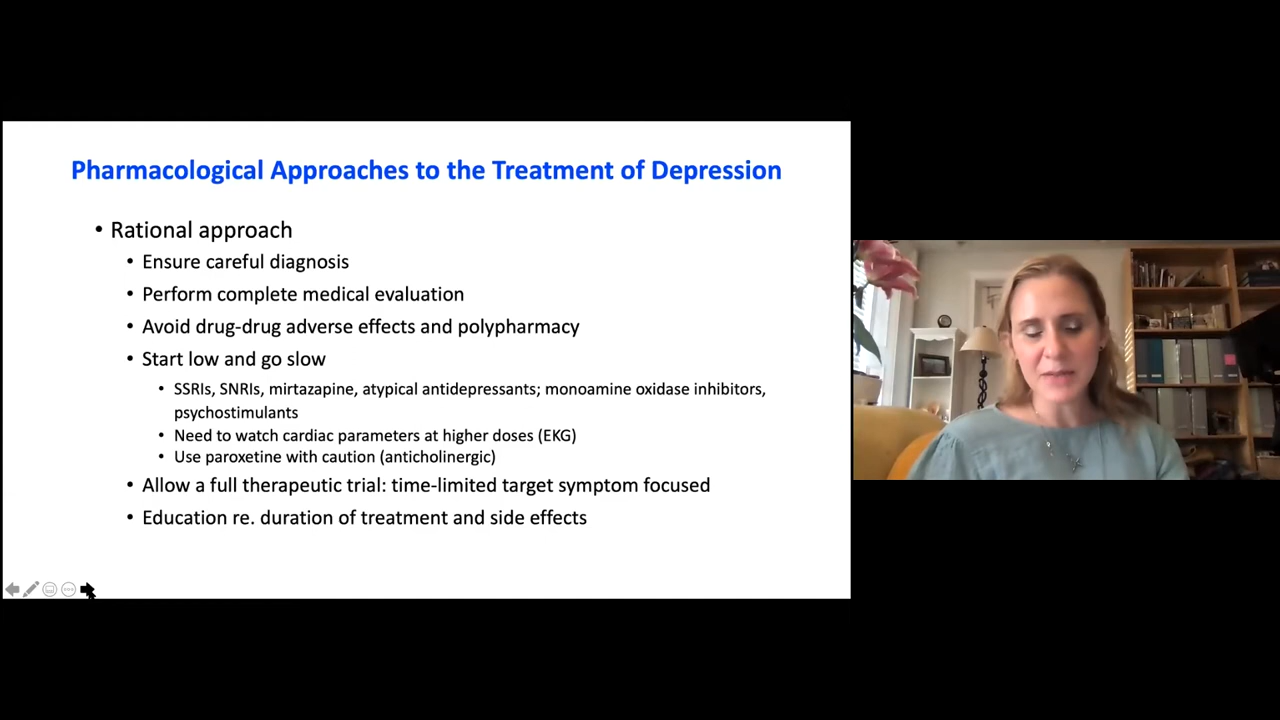 Pharmacological Approaches to the Treatment of Depression
• Rational approach
• Ensure careful diagnosis
• Perform complete medical evaluation
• Avoid drug-drug adverse effects and polypharmacy
• Start low and go slow
• SSRIs, SNRIs, mirtazapine, atypical antidepressants; monoamine oxidase inhibitors,
psychostimulants
• Need to watch cardiac parameters at higher doses (EKG)
• Use paroxetine with caution (anticholinergic)
• Allow a full therapeutic trial: time-limited target symptom focused
• Education re. duration of treatment and side effects